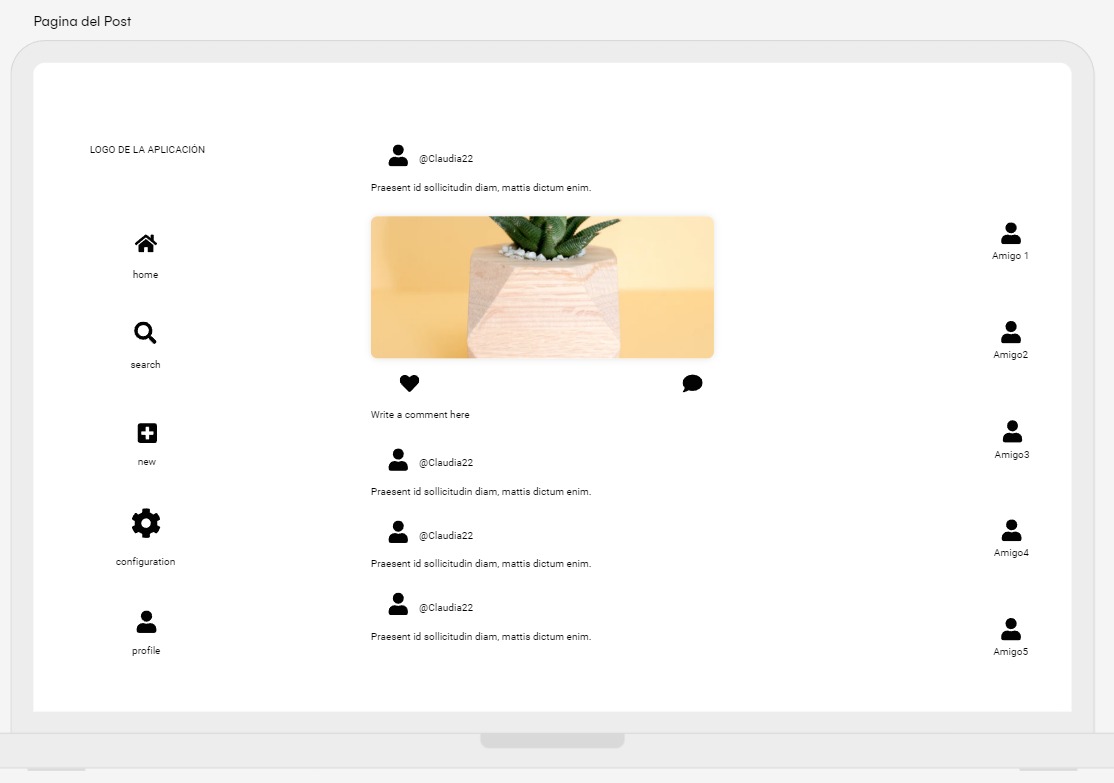 Pagina del Post
LOGO DE LA APLICACIÓN
home
search
new
configuration
profile
@Claudia22
Praesent id sollicitudin diam, mattis dictum enim.
Write a comment here
@Claudia22
Praesent id sollicitudin diam, mattis dictum enim.
@Claudia22
Praesent id sollicitudin diam, mattis dictum enim.
@Claudia22
Praesent id sollicitudin diam, mattis dictum enim.
Amigo 1
Amigo2
Amigo3
Amigo4
Amigo5